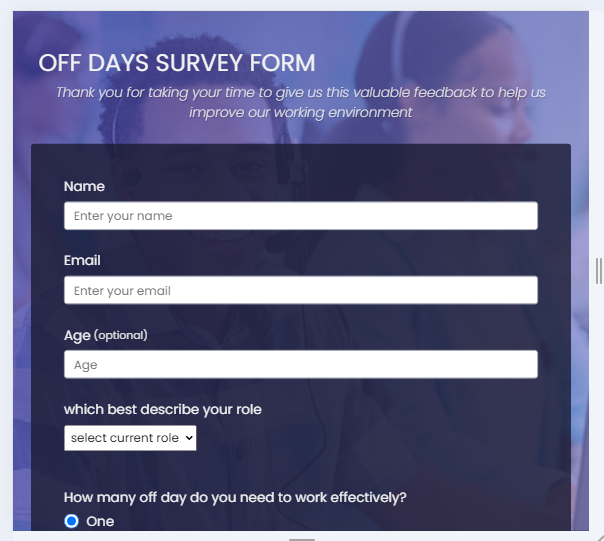 OFF DAYS SURVEY FORM
Thank you for taking your time to give us this valuable feedback to help us
improve our working environment
Name
Enter your name
Email
Enter your email
Age (optional)
Age
which best describe your role
select current role
How many off day do you need to work effectively?
One